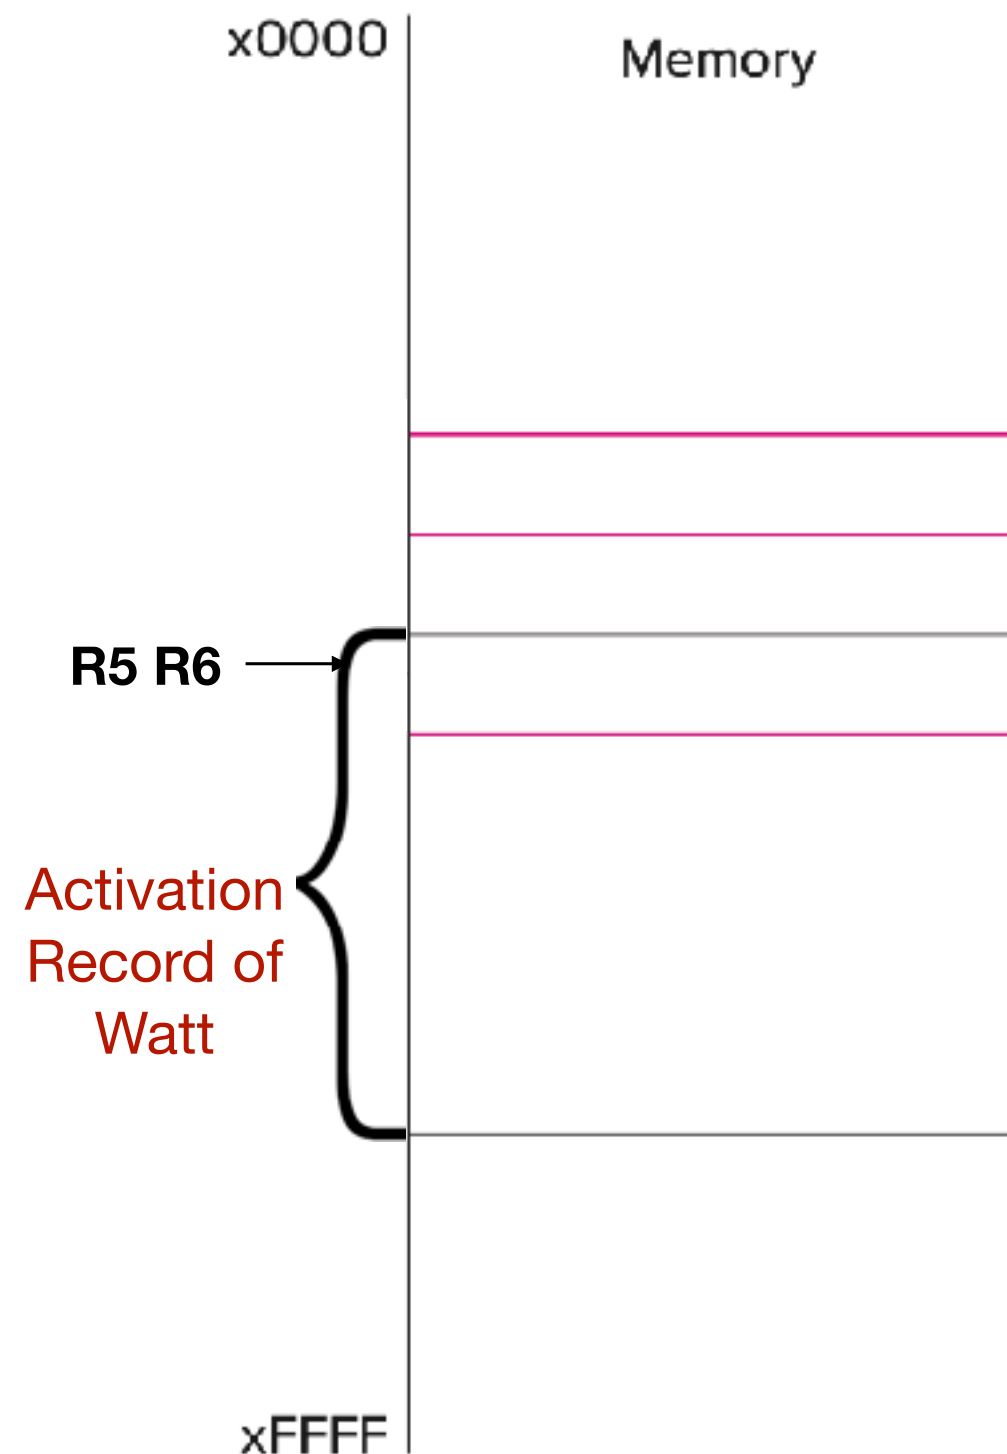 x0000
Memory
R5 R6
Activation
Record of
Watt
xFFFF